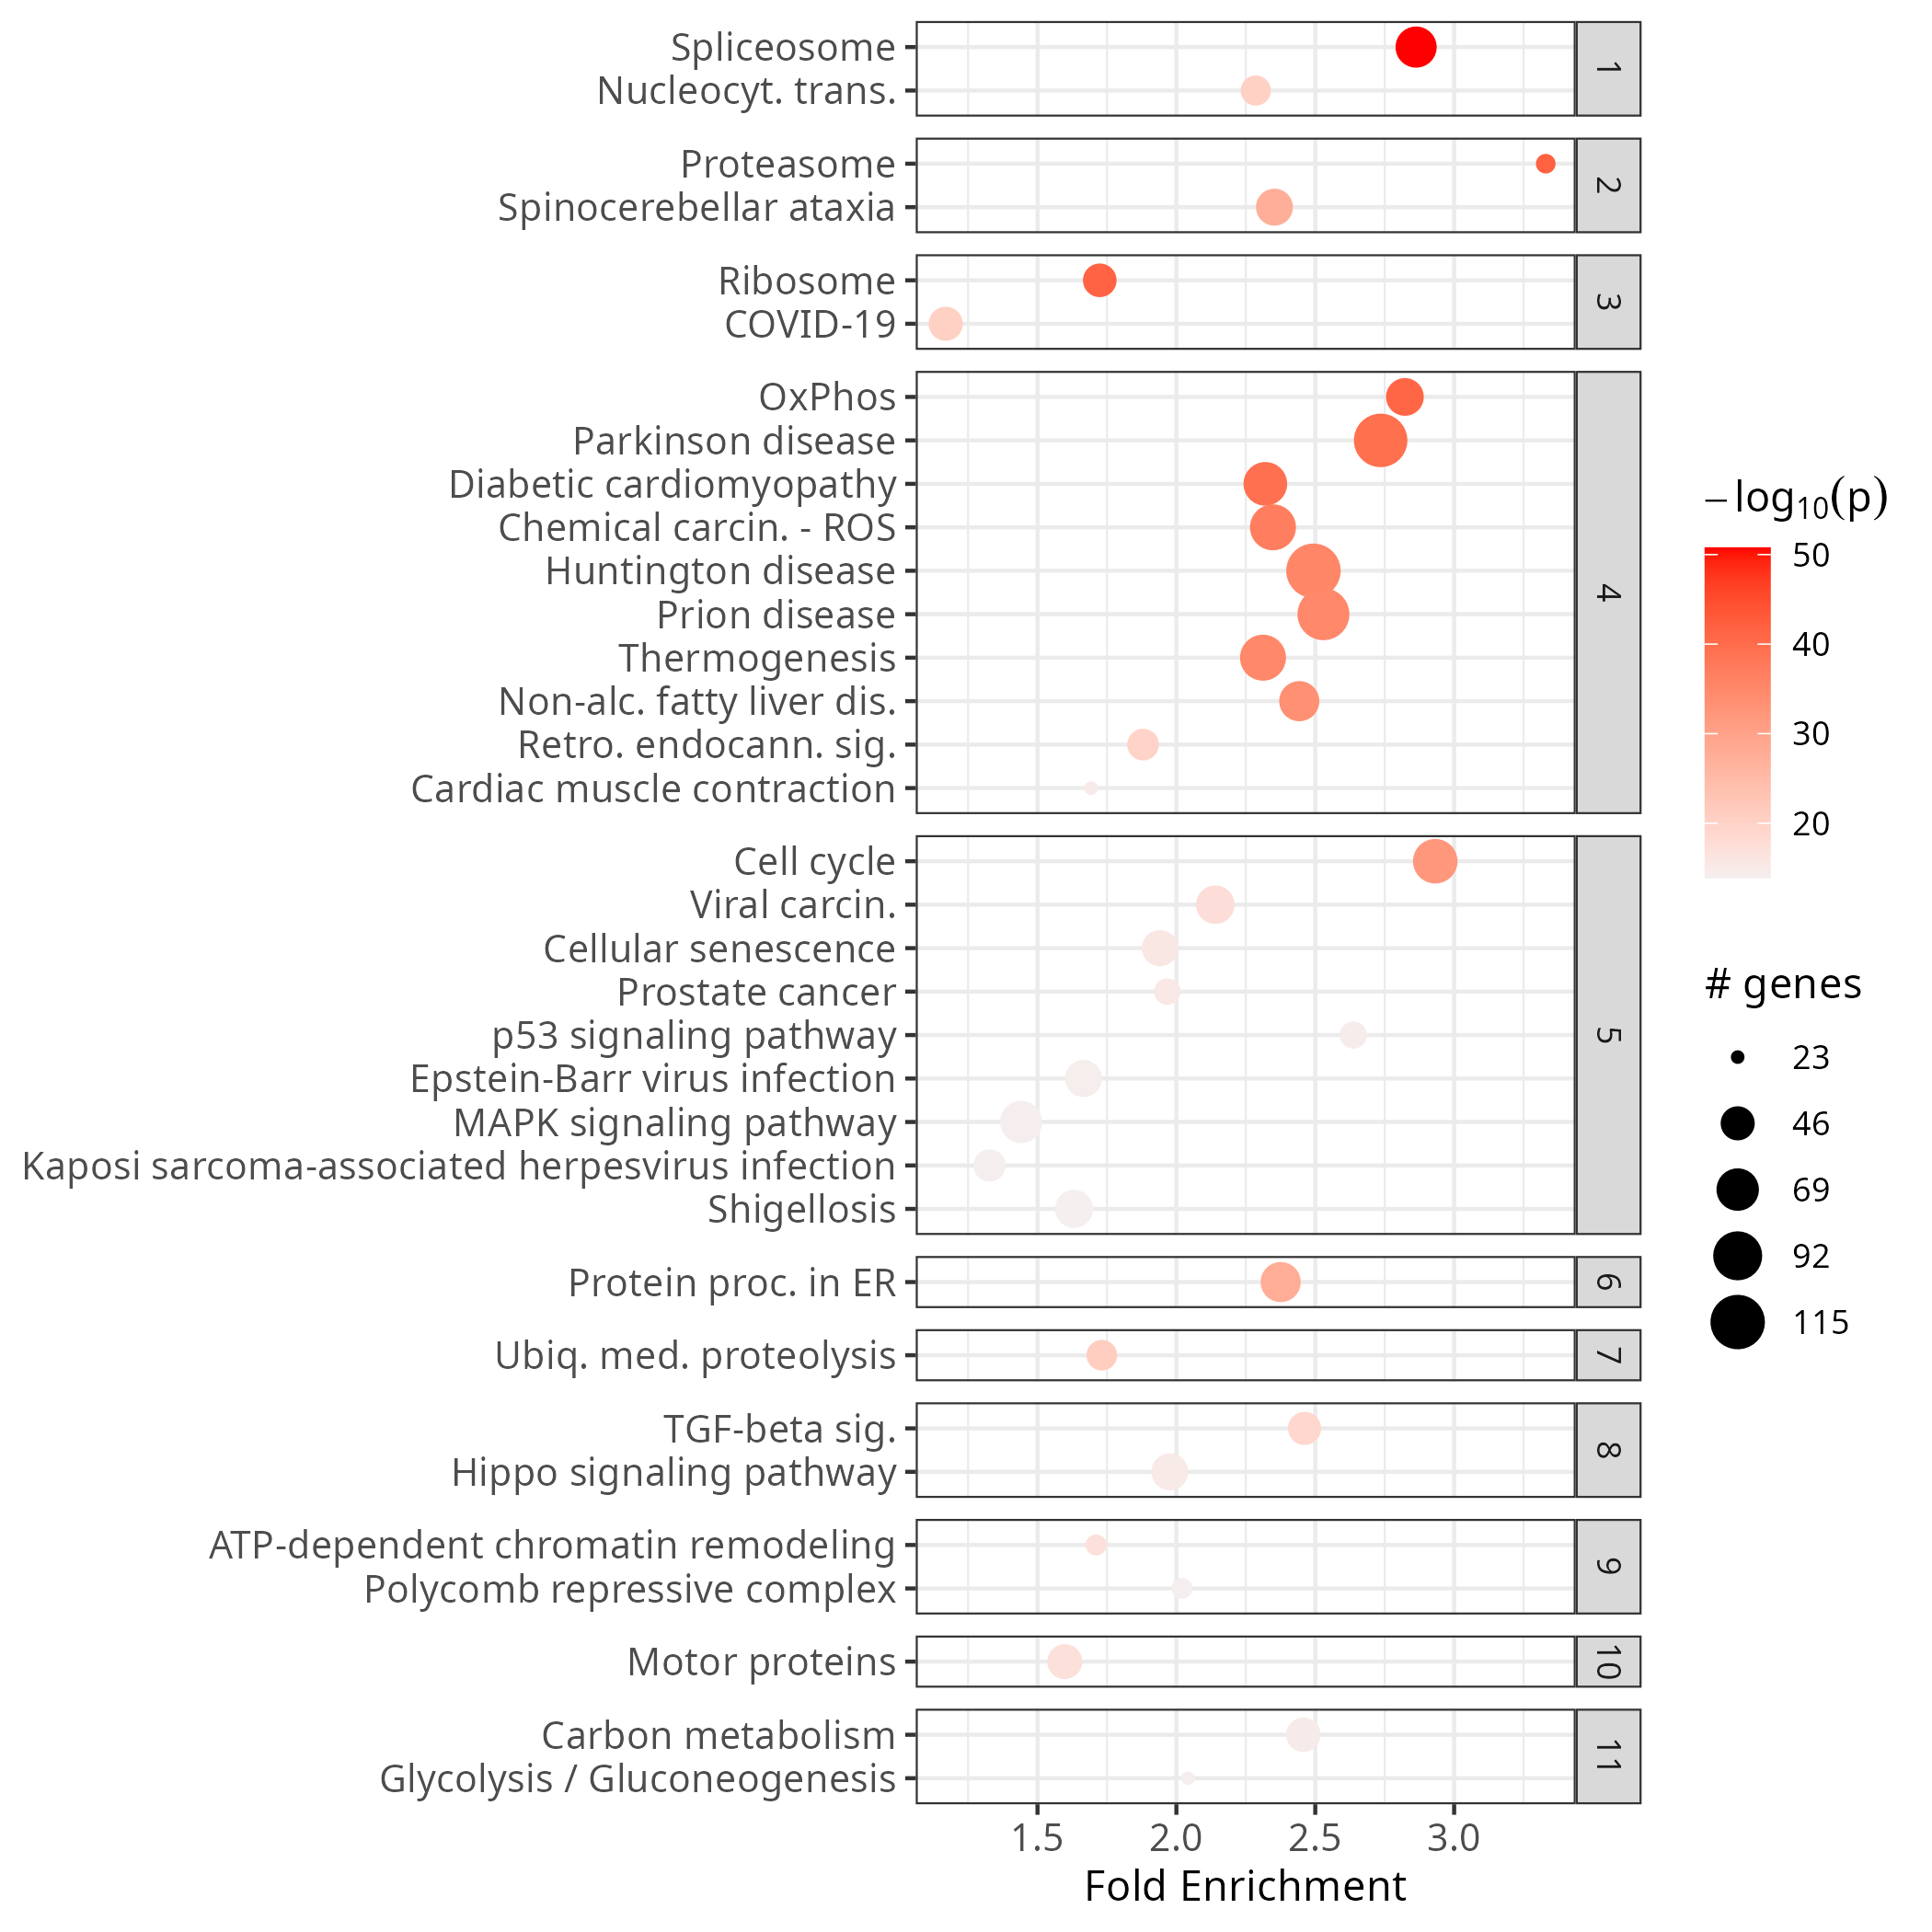 Spliceosome
Nucleocyt. trans.
1
Proteasome
Spinocerebellar ataxia
2
Ribosome
COVID-19
3
OxPhos
Parkinson disease
Diabetic cardiomyopathy
Chemical carcin. - ROS
Huntington disease
Prion disease
Thermogenesis
Non-alc. fatty liver dis.
Retro. endocann. sig.
Cardiac muscle contraction
4
Cell cycle
Viral carcin.
Cellular senescence
Prostate cancer
p53 signaling pathway
Epstein-Barr virus infection
MAPK signaling pathway
Kaposi sarcoma-associated herpesvirus infection
Shigellosis
5
Protein proc. in ER
6
Ubiq. med. proteolysis
7
TGF-beta sig.
Hippo signaling pathway
8
ATP-dependent chromatin remodeling
Polycomb repressive complex
9
Motor proteins
10
Carbon metabolism
Glycolysis / Gluconeogenesis
11
1.5 2.0 2.5 3.0
Fold Enrichment
−log₁₀(p)
50
40
30
20
# genes
23
46
69
92
115